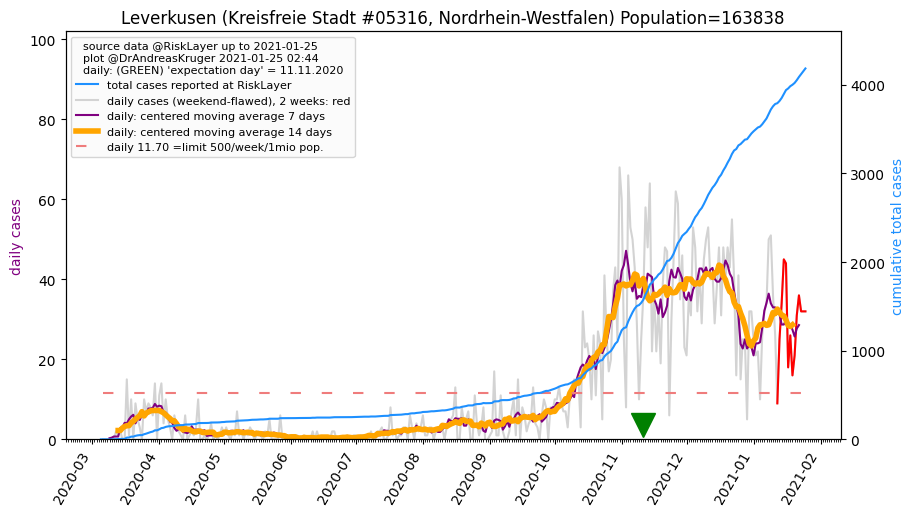 Leverkusen (Kreisfreie Stadt #05316, Nordrhein-Westfalen) Population=163838
source data @RiskLayer up to 2021-01-25
plot @DrAndreasKruger 2021-01-25 02:44
daily: (GREEN) 'expectation day' = 11.11.2020
total cases reported at RiskLayer
daily cases (weekend-flawed), 2 weeks: red
daily: centered moving average 7 days
daily: centered moving average 14 days
daily 11.70 =limit 500/week/1mio pop.
daily cases
100
80
60
40
20
0
cumulative total cases
4000
3000
2000
1000
0
2020-03
2020-04
2020-05
2020-06
2020-07
2020-08
2020-09
2020-10
2020-11
2020-12
2021-01
2021-02